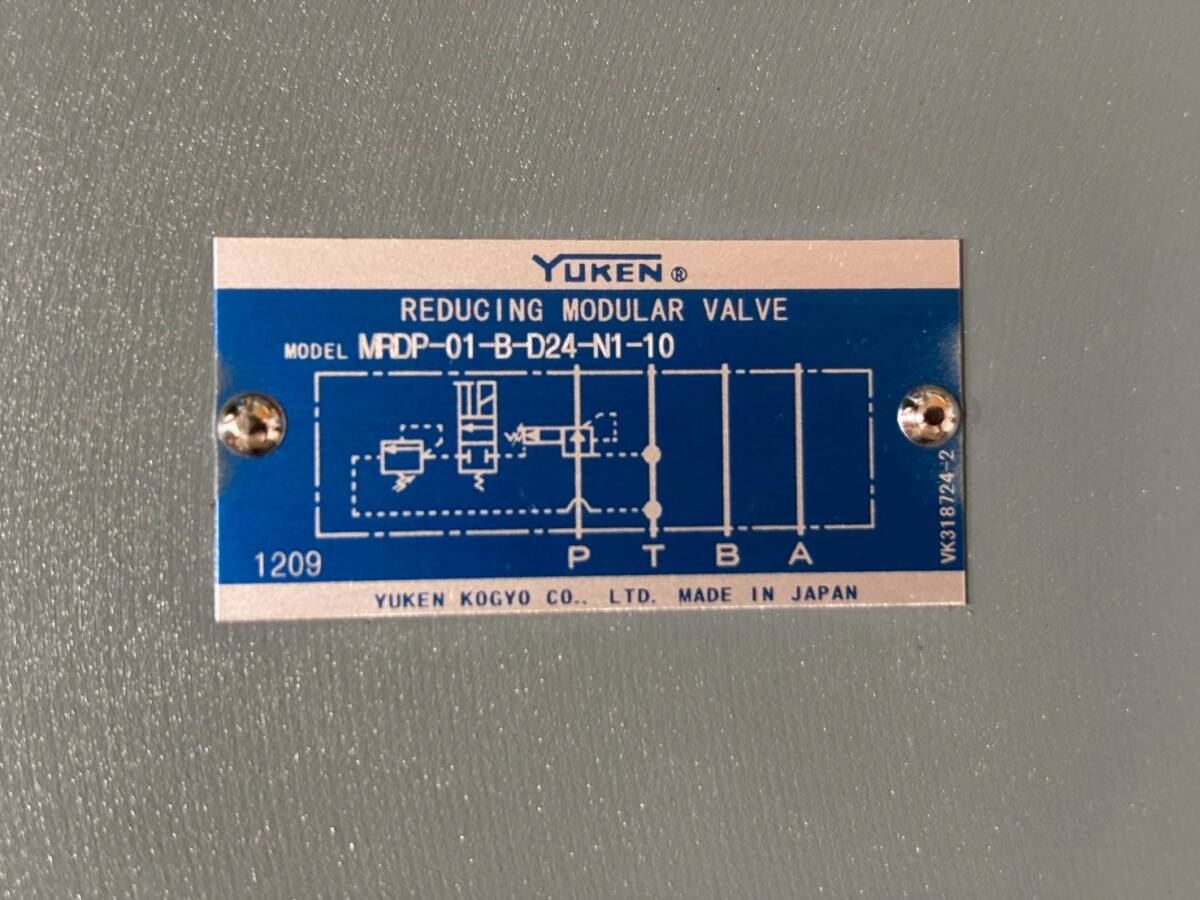 YUKEN®
REDUCING MODULAR VALVE
MODEL MRDP-01-B-D24-N1-10
P T B A
1209
VK318724-2
YUKEN KOGYO CO., LTD. MADE IN JAPAN